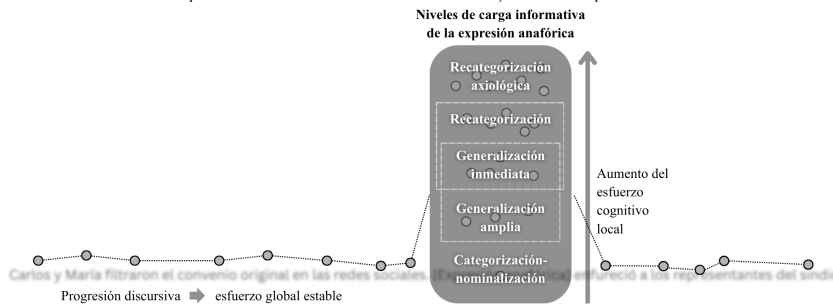 Niveles de carga informativa
de la expresión anafórica
Recategorización
axiológica
Recategorización
Generalización
inmediata
Generalización
amplia
Categorización-
nominalización
Aumento del
esfuerzo
cognitivo
local
Carlos y María filtraron el convenio original en las redes sociales. [Expresión anafórica] enfureció a los representantes del
Progresión discursiva
esfuerzo global estable